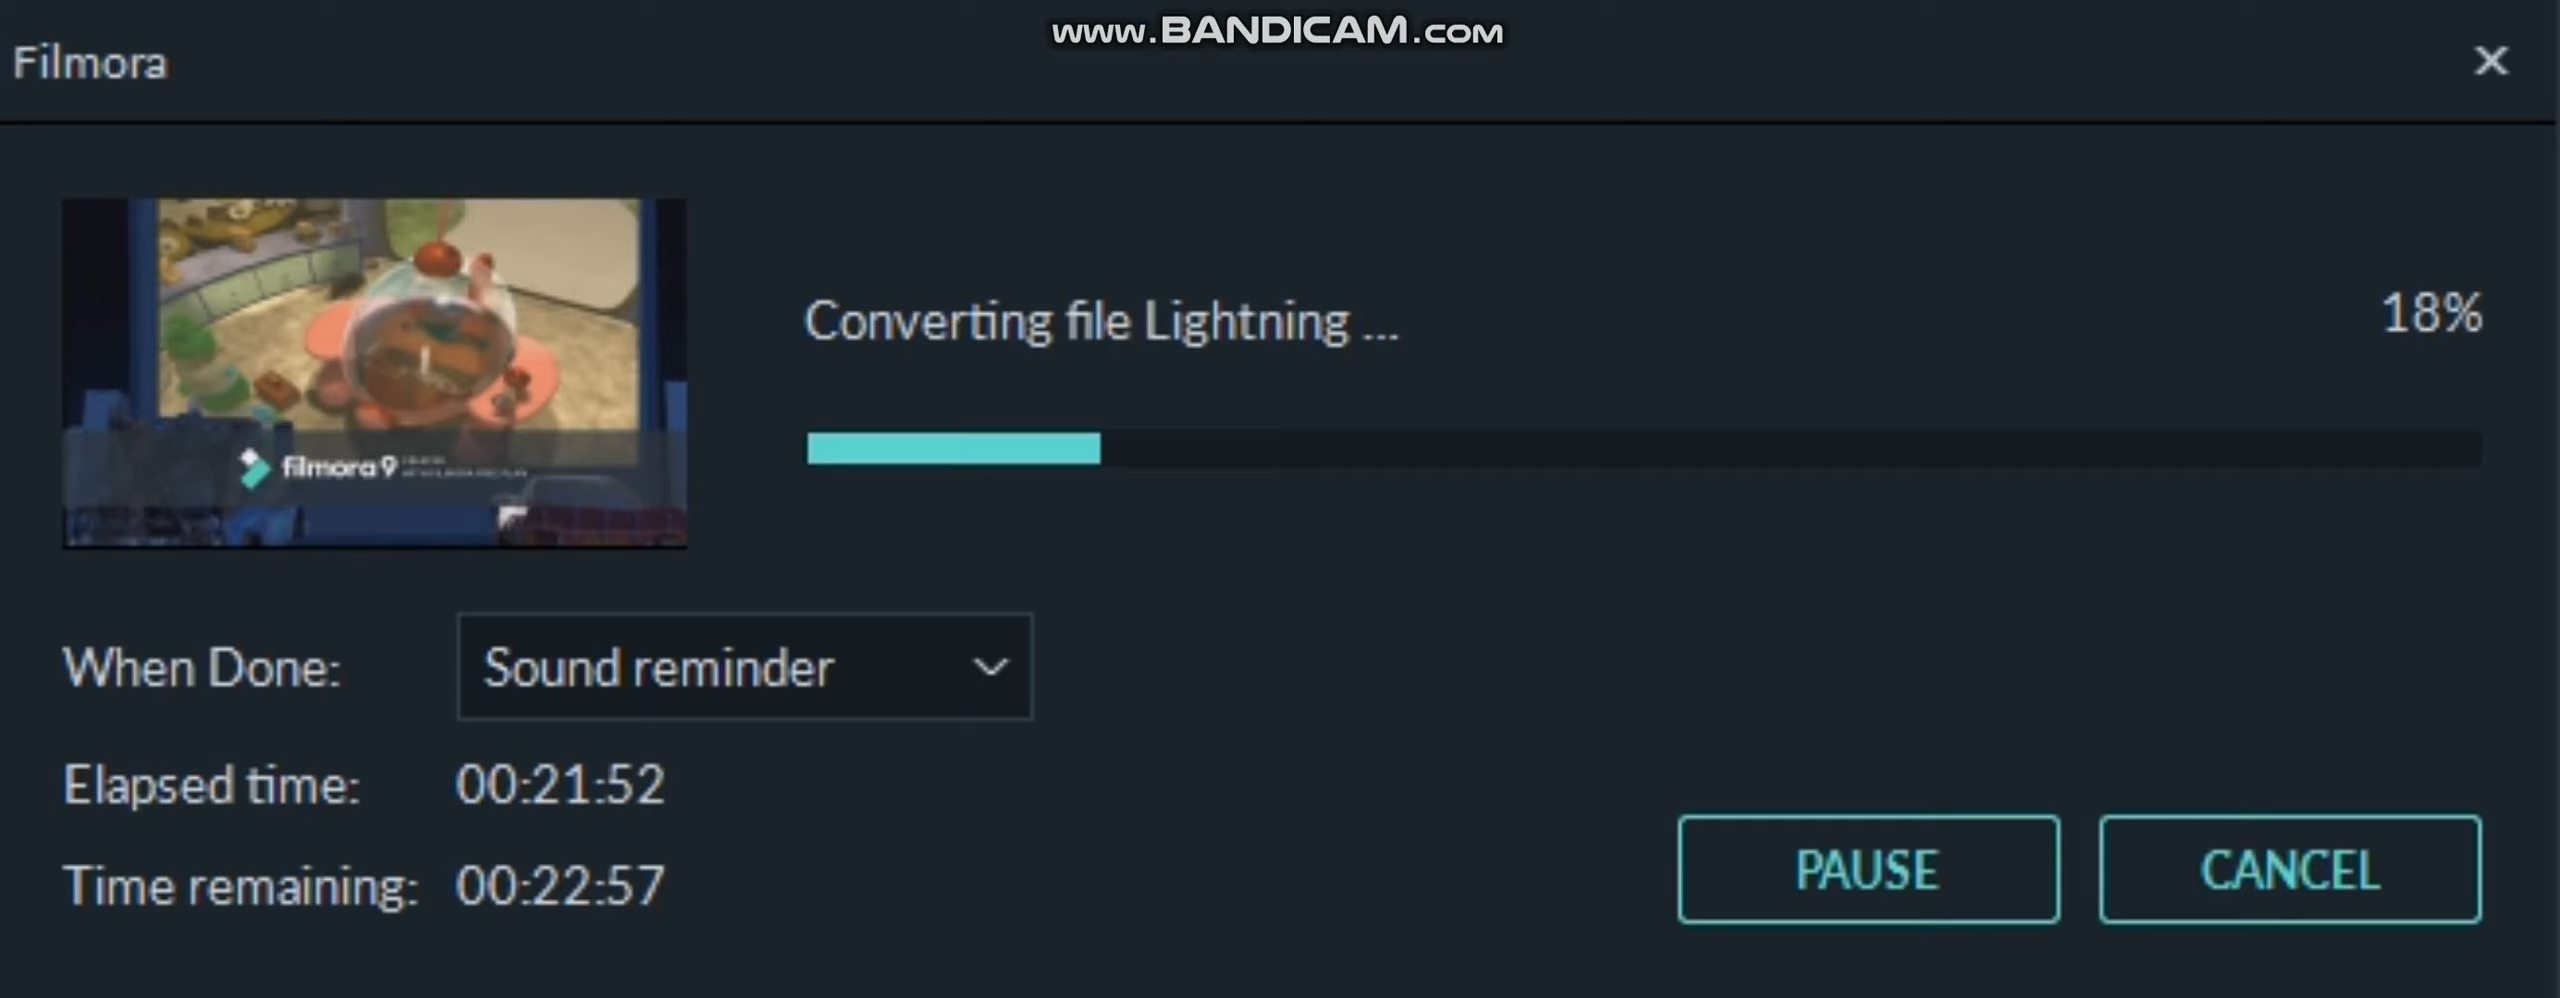 www.BANDICAM.com
Filmora
Converting file Lightning ...
18%
filmora9
When Done:
Sound reminder
Elapsed time:
00:21:52
Time remaining:
00:22:57
PAUSE
CANCEL